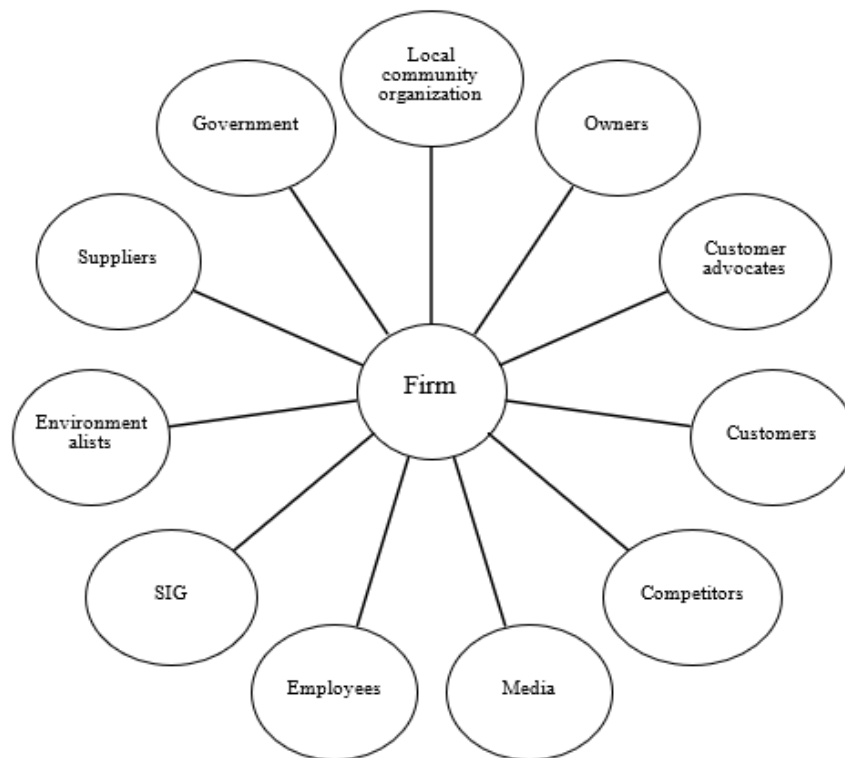 Local
community
organization
Government
Owners
Suppliers
Customer
advocates
Firm
Environment
alists
Customers
SIG
Competitors
Employees
Media